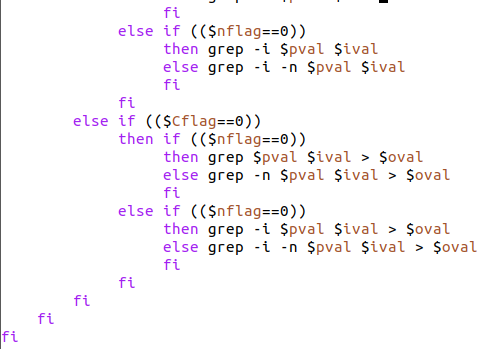 fi
else if (($nflag==0))
then grep -i $pval $ival
else grep -i -n $pval $ival
fi
fi
else if (($Cflag==0))
then if (($nflag==0))
then grep $pval $ival > $oval
else grep -n $pval $ival > $oval
fi
else if (($nflag==0))
then grep -i $pval $ival > $oval
else grep -i -n $pval $ival > $oval
fi
fi
fi
fi
fi